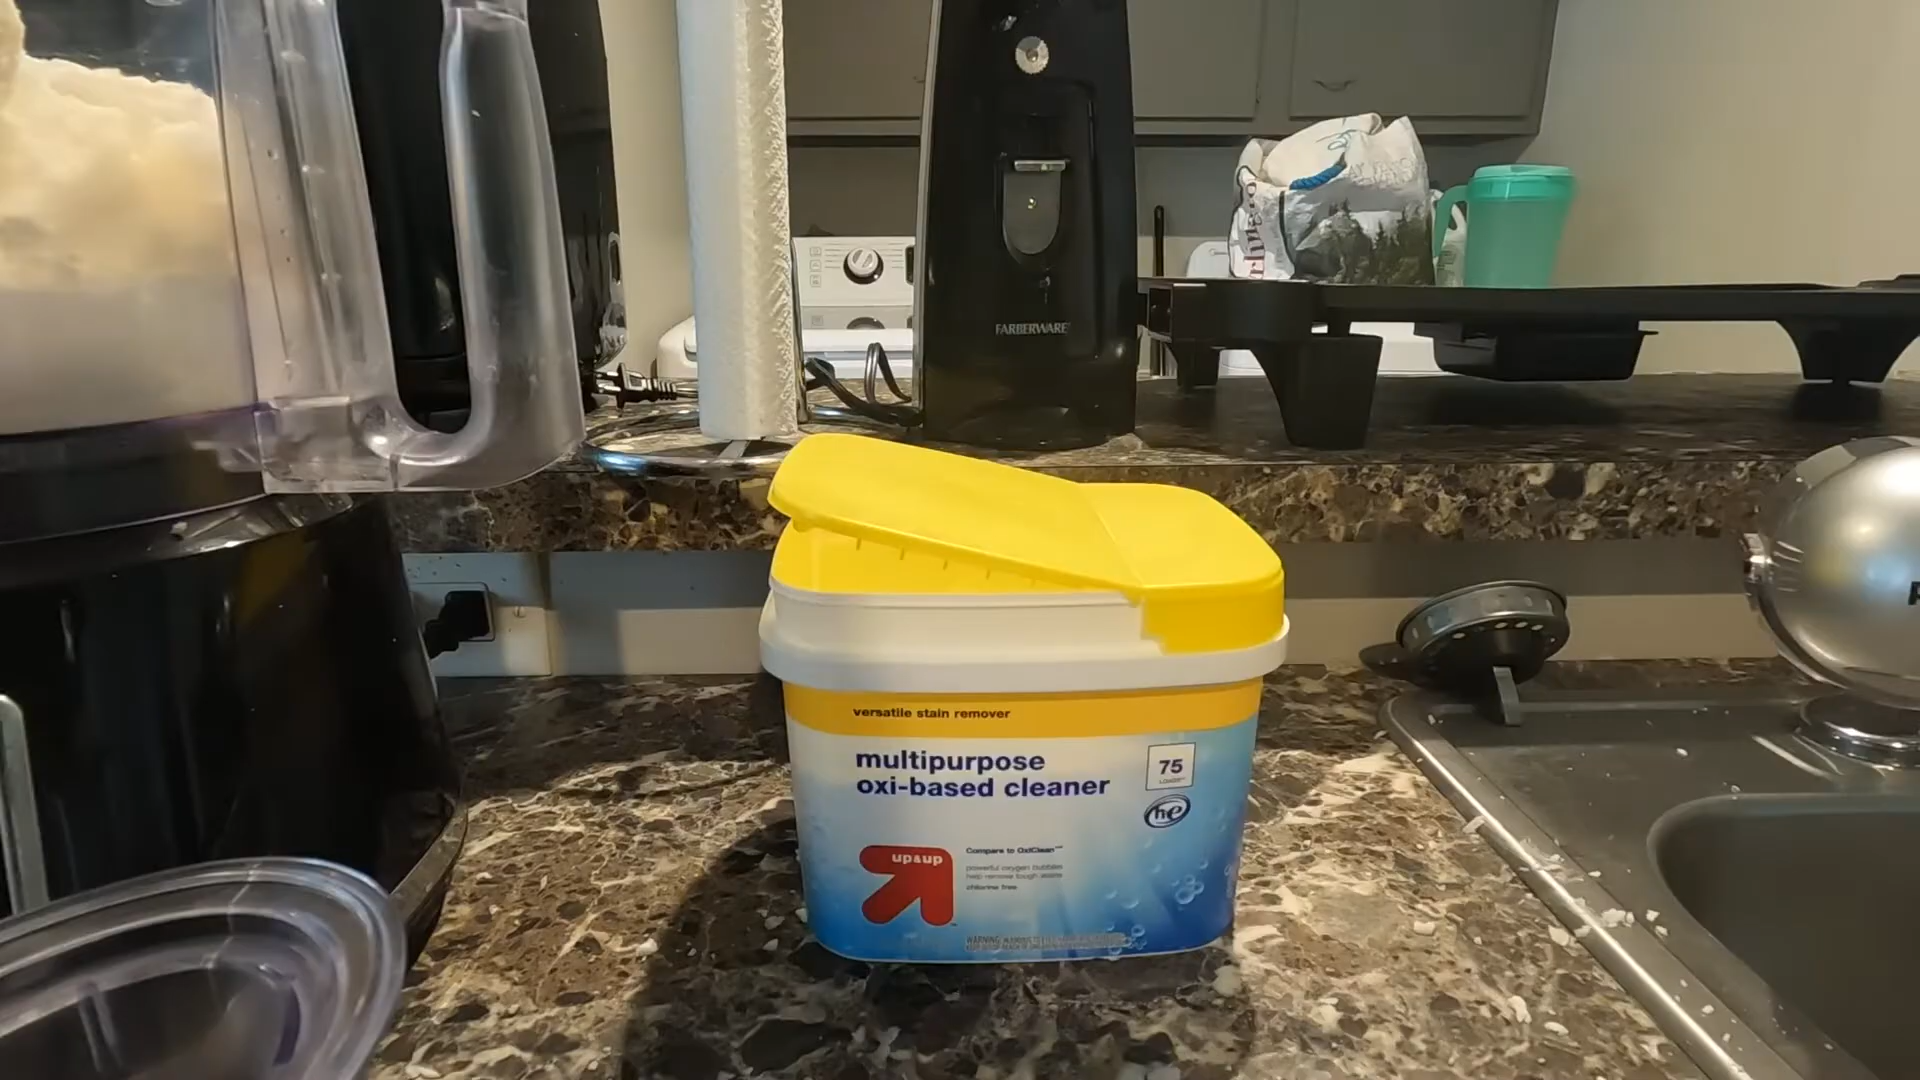 FARBERWARE
versatile stain remover
multipurpose
oxi-based cleaner
75
LOADS
he
up&up
Compare to OxiClean
powerful oxygen bubbles
help remove tough stains
chlorine free